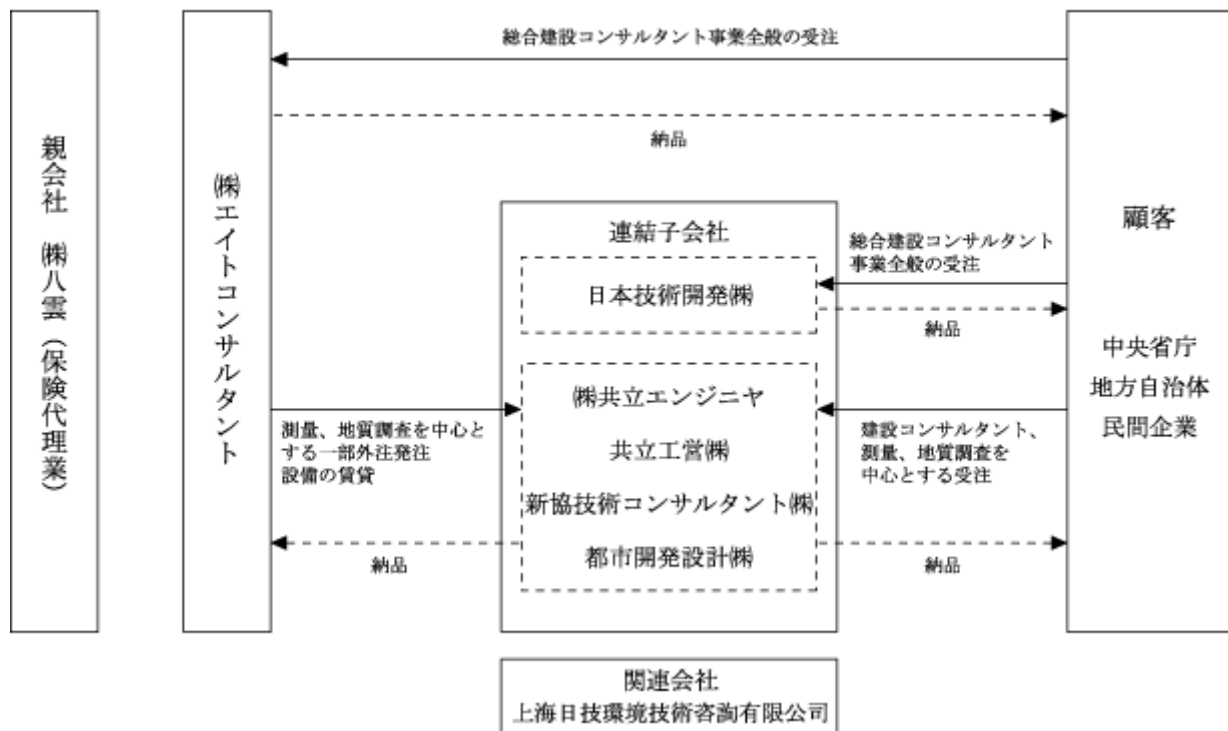 親会社 ㈱八雲(保険代理業)
㈱エイトコンサルタント
総合建設コンサルタント事業全般の受注
納品
連結子会社
日本技術開発㈱
総合建設コンサルタント
事業全般の受注
納品
㈱共立エンジニヤ
共立工営㈱
新協技術コンサルタント㈱
都市開発設計㈱
測量、地質調査を中心と
する一部外注発注
設備の賃貸
納品
建設コンサルタント、
測量、地質調査を
中心とする受注
納品
顧客
中央省庁
地方自治体
民間企業
関連会社
上海日技環境技術咨詢有限公司